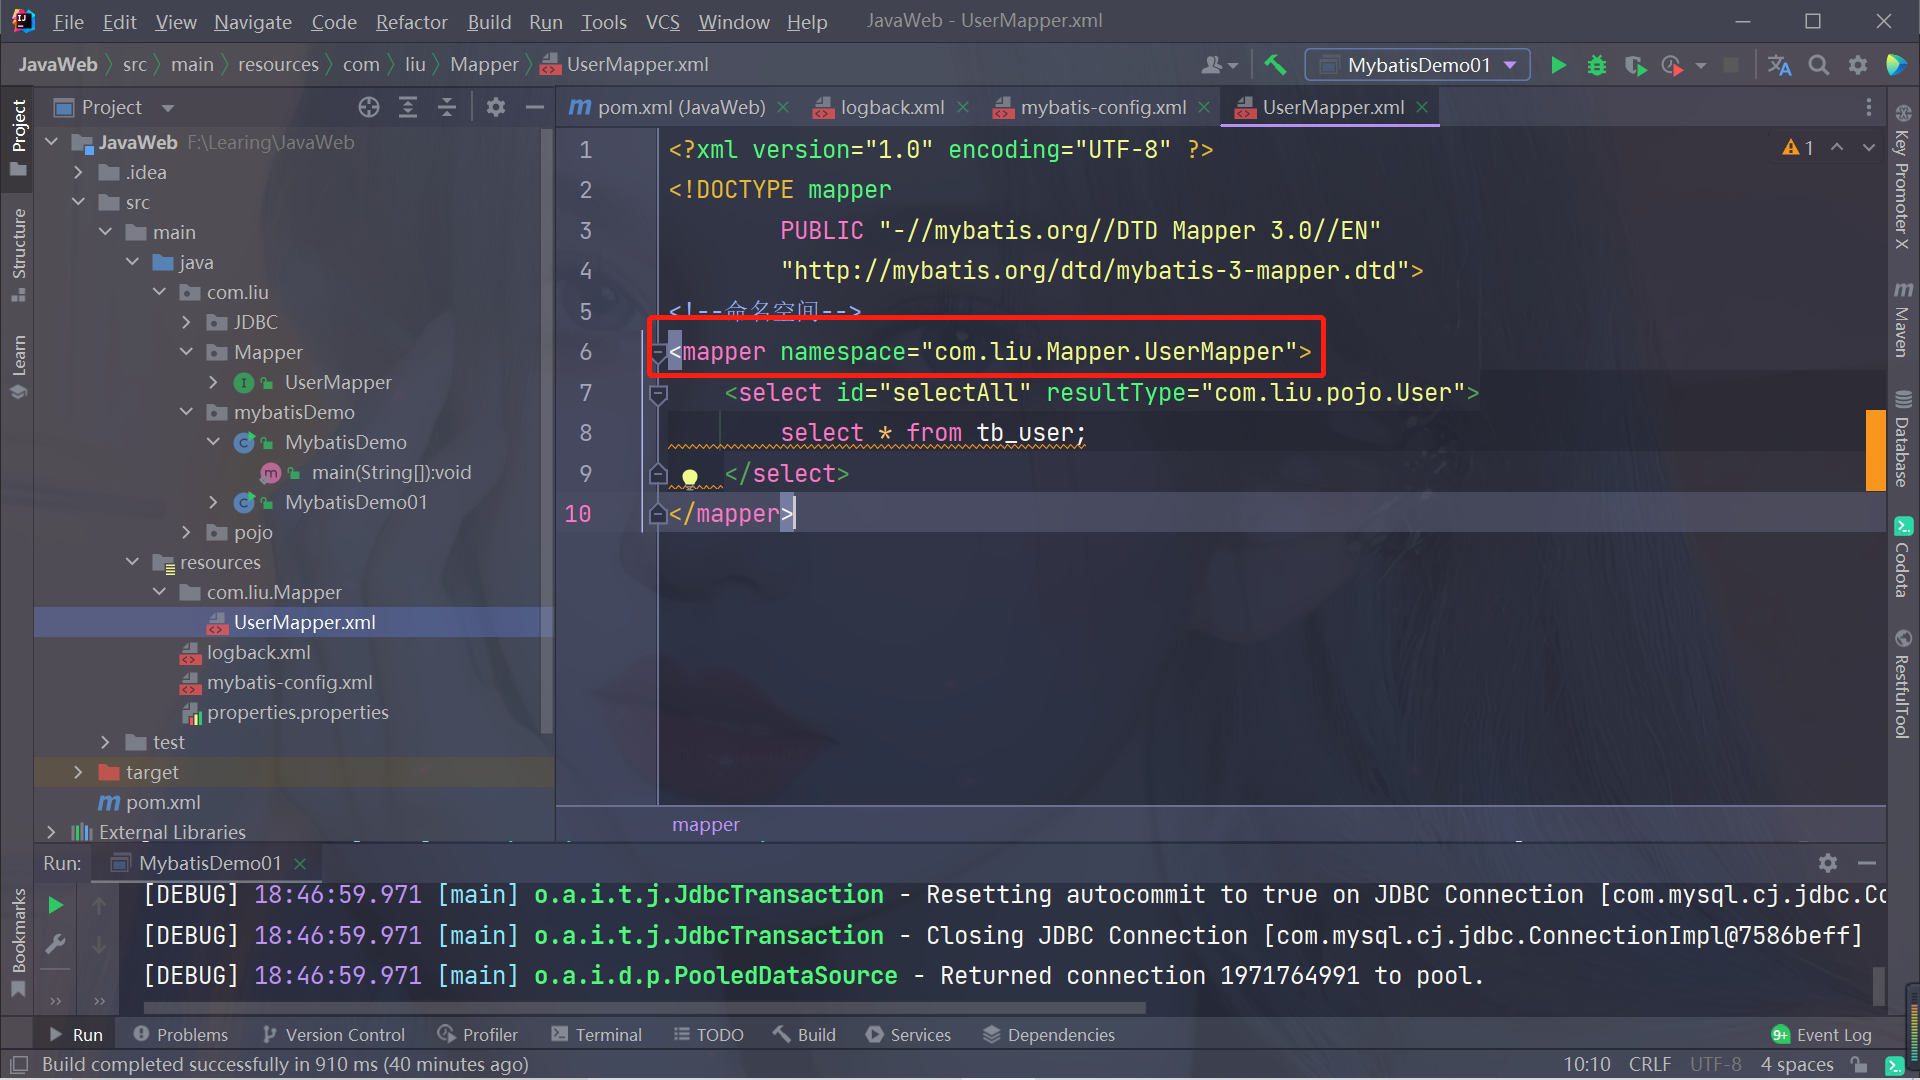 File Edit View Navigate Code Refactor Build Run Tools VCS Window Help JavaWeb - UserMapper.xml
JavaWeb src main resources com liu Mapper UserMapper.xml MybatisDemo01
Project
Structure
Learn
Bookmarks
Project
JavaWeb F:\Learing\JavaWeb
.idea
src
main
java
com.liu
JDBC
Mapper
UserMapper
mybatisDemo
MybatisDemo
main(String[]):void
MybatisDemo01
pojo
resources
com.liu.Mapper
UserMapper.xml
logback.xml
mybatis-config.xml
properties.properties
test
target
pom.xml
External Libraries
pom.xml (JavaWeb) logback.xml mybatis-config.xml UserMapper.xml
1 <?xml version="1.0" encoding="UTF-8" ?>
2 <!DOCTYPE mapper
3 PUBLIC "-//mybatis.org//DTD Mapper 3.0//EN"
4 "http://mybatis.org/dtd/mybatis-3-mapper.dtd">
5 <!--命名空间-->
6 <mapper namespace="com.liu.Mapper.UserMapper">
7 <select id="selectAll" resultType="com.liu.pojo.User">
8 select * from tb_user;
9 </select>
10 </mapper>
1
mapper
Key Promoter X
Maven
Database
Codota
RestfulTool
Run: MybatisDemo01
[DEBUG] 18:46:59.971 [main] o.a.i.t.j.JdbcTransaction - Resetting autocommit to true on JDBC Connection [com.mysql.cj.jdbc.Co
[DEBUG] 18:46:59.971 [main] o.a.i.t.j.JdbcTransaction - Closing JDBC Connection [com.mysql.cj.jdbc.ConnectionImpl@7586beff]
[DEBUG] 18:46:59.971 [main] o.a.i.d.p.PooledDataSource - Returned connection 1971764991 to pool.
Run Problems Version Control Profiler Terminal TODO Build Services Dependencies 9+ Event Log
Build completed successfully in 910 ms (40 minutes ago) 10:10 CRLF UTF-8 4 spaces